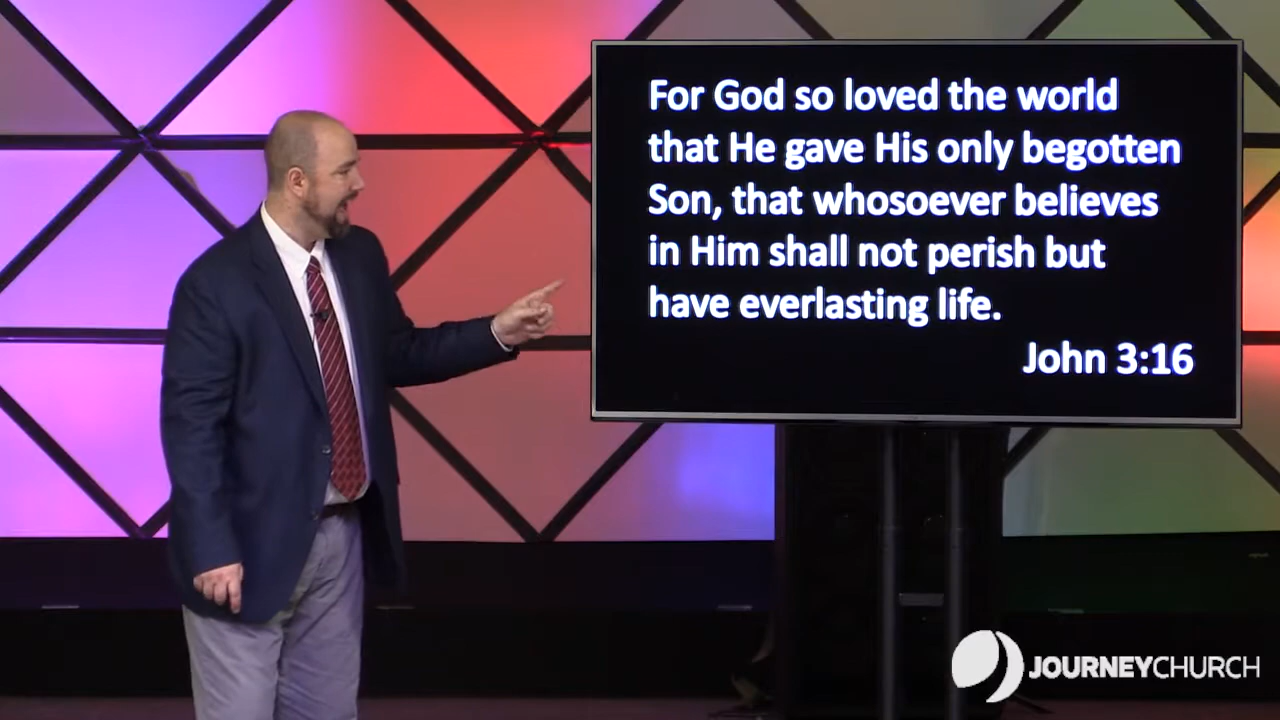 For God so loved the world
that He gave His only begotten
Son, that whosoever believes
in Him shall not perish but
have everlasting life.
John 3:16
JOURNEYCHURCH